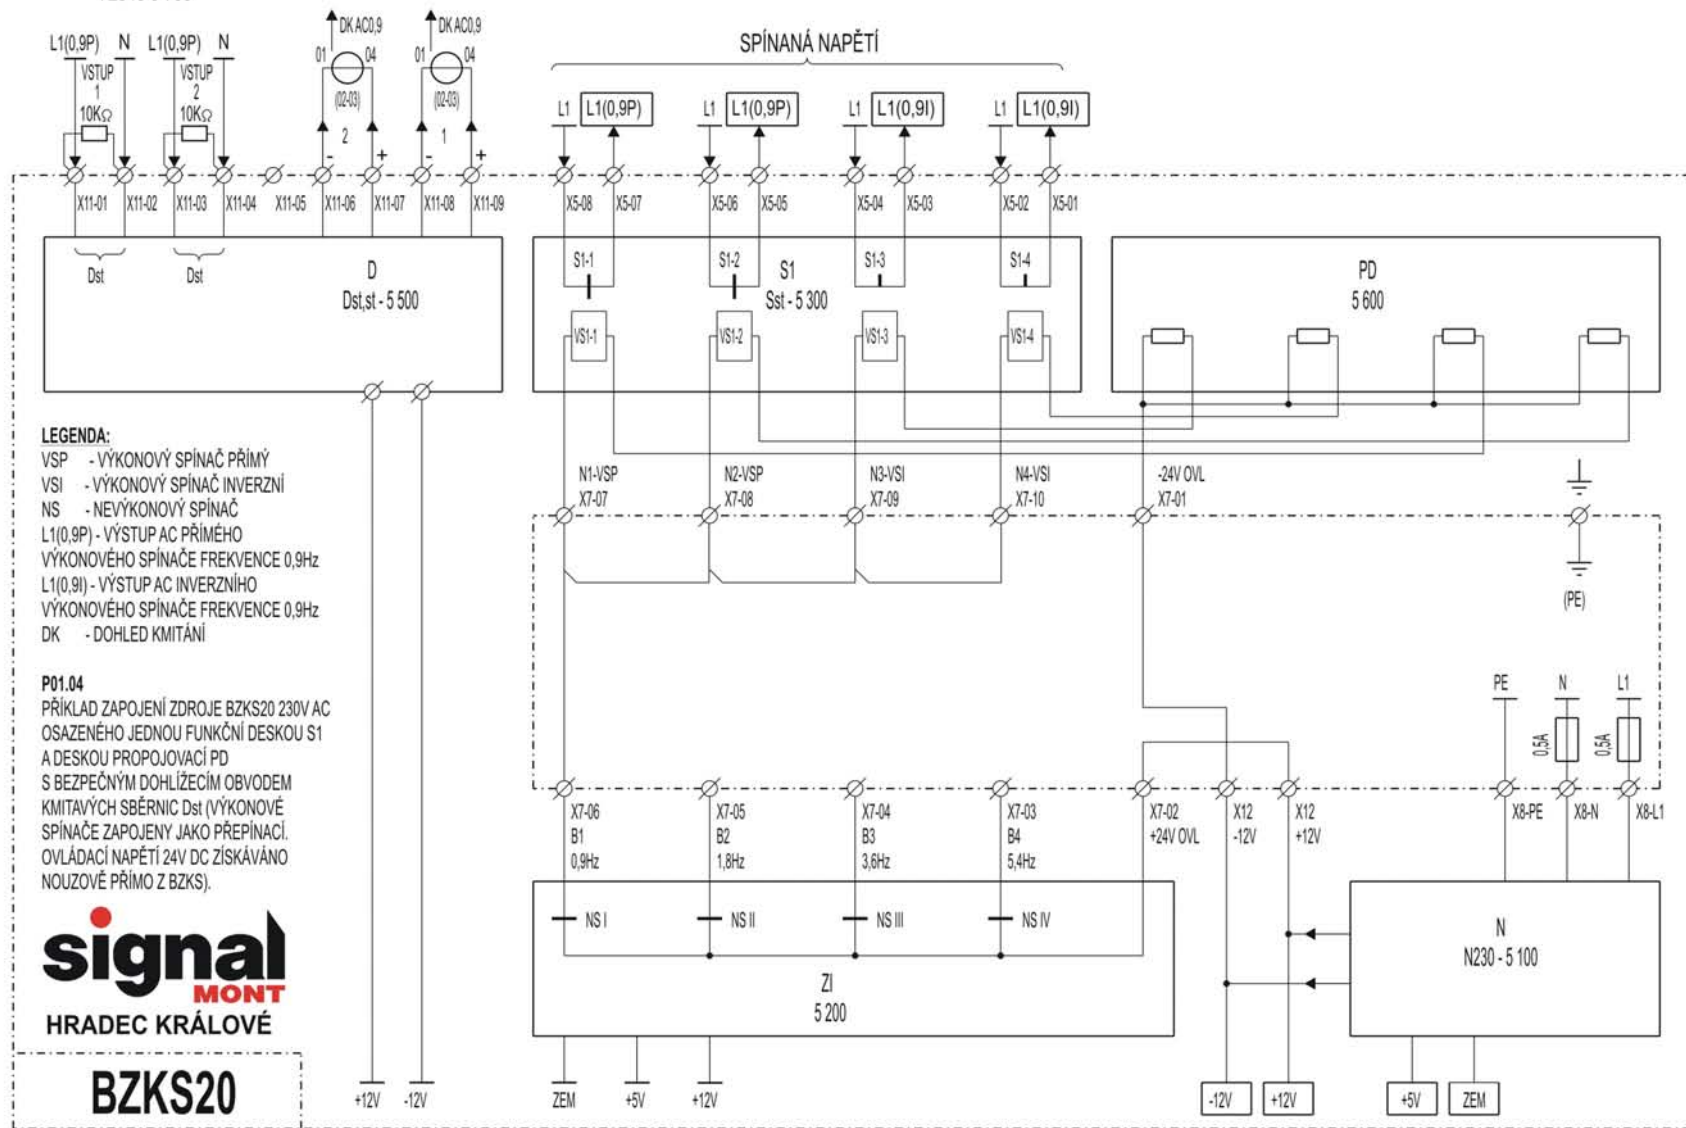 DK AC0,9 DK AC0,9
L1(0,9P) N L1(0,9P) N 01 04 01 04
SPÍNANÁ NAPĚTÍ
VSTUP VSTUP
1 2
10KΩ 10KΩ
(02-03) (02-03)
2 1
- + - +
L1 L1(0,9P) L1 L1(0,9P) L1 L1(0,9I) L1 L1(0,9I)
X11-01 X11-02 X11-03 X11-04 X11-05 X11-06 X11-07 X11-08 X11-09
X5-08 X5-07 X5-06 X5-05 X5-04 X5-03 X5-02 X5-01
Dst Dst
D
Dst,st - 5 500
S1-1 S1-2 S1-3 S1-4
S1
Sst - 5 300
VS1-1 VS1-2 VS1-3 VS1-4
PD
5 600
LEGENDA:
VSP - VÝKONOVÝ SPÍNAČ PŘÍMÝ
VSI - VÝKONOVÝ SPÍNAČ INVERZNÍ
NS - NEVÝKONOVÝ SPÍNAČ
L1(0,9P) - VÝSTUP AC PŘÍMÉHO
VÝKONOVÉHO SPÍNAČE FREKVENCE 0,9Hz
L1(0,9I) - VÝSTUP AC INVERZNÍHO
VÝKONOVÉHO SPÍNAČE FREKVENCE 0,9Hz
DK - DOHLED KMITÁNÍ
N1-VSP N2-VSP N3-VSI N4-VSI -24V OVL
X7-07 X7-08 X7-09 X7-10 X7-01
(PE)
P01.04
PŘÍKLAD ZAPOJENÍ ZDROJE BZKS20 230V AC
OSAZENÉHO JEDNOU FUNKČNÍ DESKOU S1
A DESKOU PROPOJOVACÍ PD
S BEZPEČNÝM DOHLÍŽECÍM OBVODEM
KMITAVÝCH SBĚRNIC Dst (VÝKONOVÉ
SPÍNAČE ZAPOJENY JAKO PŘEPÍNACÍ.
OVLÁDACÍ NAPĚTÍ 24V DC ZÍSKÁVÁNO
NOUZOVĚ PŘÍMO Z BZKS).
PE N L1
0,5A 0,5A
X7-06 X7-05 X7-04 X7-03 X7-02 X12 X12
B1 B2 B3 B4 +24V OVL -12V +12V
0,9Hz 1,8Hz 3,6Hz 5,4Hz
X8-PE X8-N X8-L1
NS I NS II NS III NS IV
ZI
5 200
N
N230 - 5 100
signal
MONT
HRADEC KRÁLOVÉ
BZKS20
+12V -12V ZEM +5V +12V -12V +12V +5V ZEM